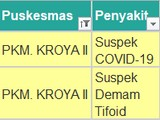 Puskesmas Penyakit
PKM. KROYA II Suspek
COVID-19
PKM. KROYA II Suspek
Demam
Tifoid